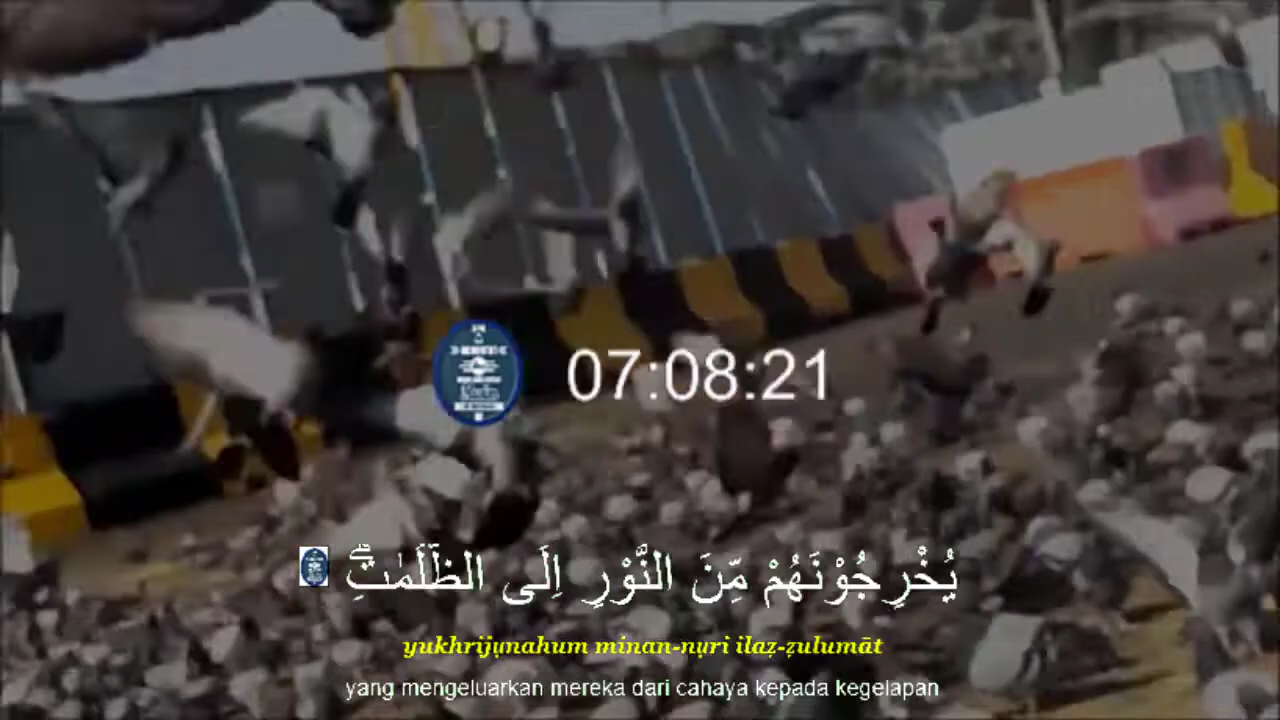 07:08:21
يُخْرِجُوْنَهُمْ مِّنَ النُّوْرِ اِلَى الظُّلُمٰتِۗ
yukhrijụnahum minan-nụri ilaẓ-ẓulumāt
yang mengeluarkan mereka dari cahaya kepada kegelapan